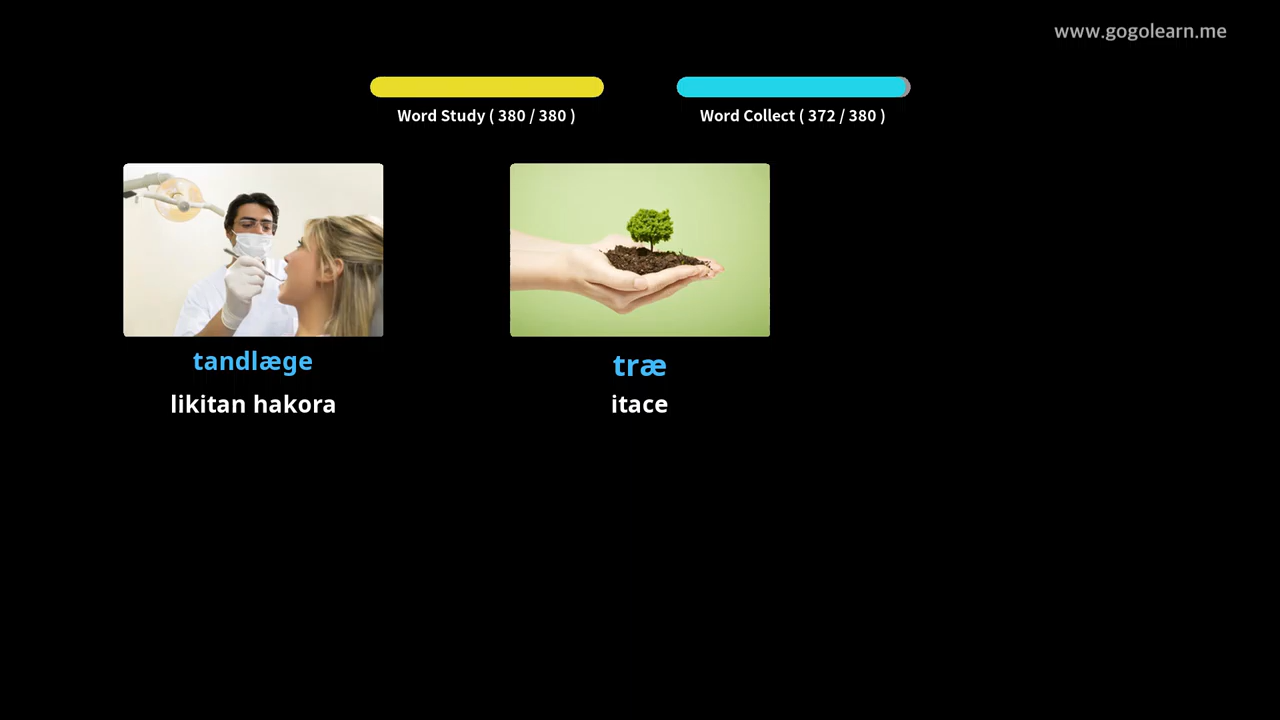 www.gogolearn.me
Word Study ( 380 / 380 )
Word Collect ( 372 / 380 )
tandlæge
træ
likitan hakora
itace